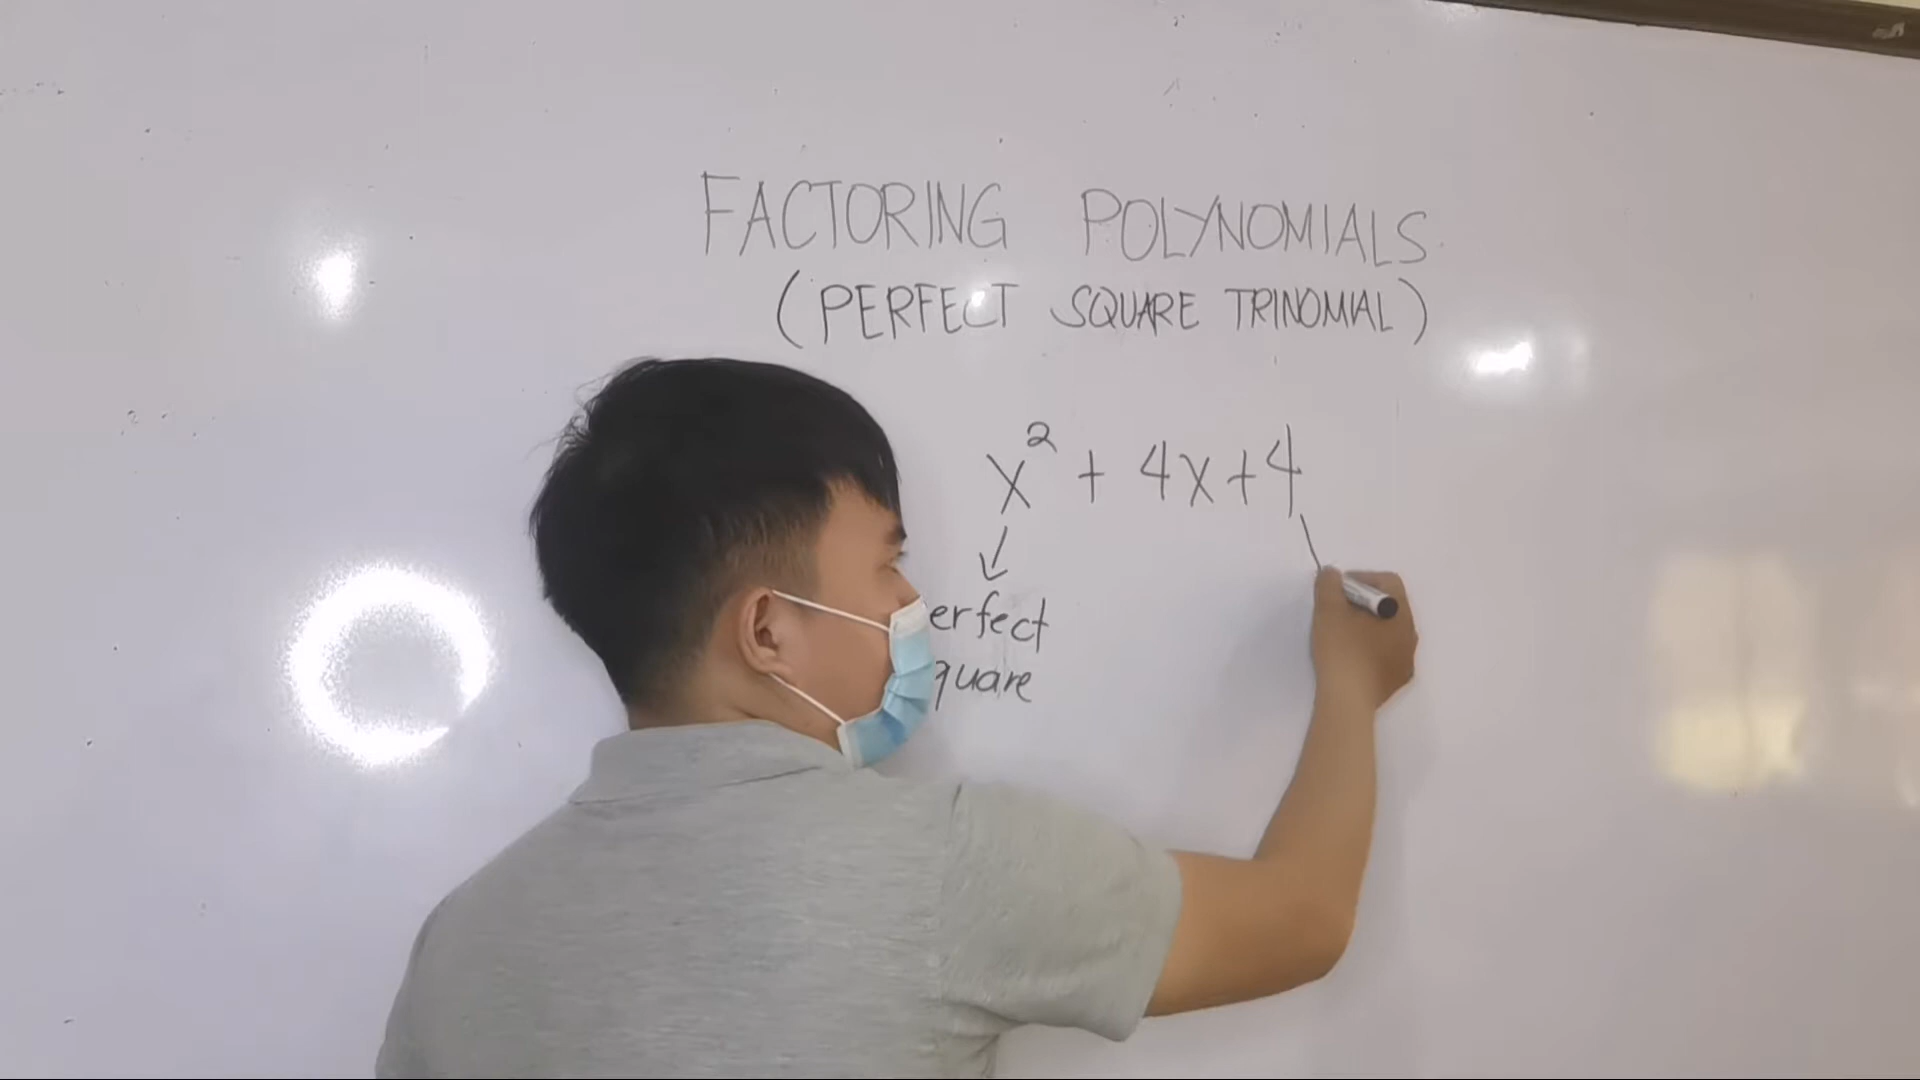 FACTORING POLYNOMIALS
(PERFECT SQUARE TRINOMIAL)
x² + 4x+4
erfect
quare